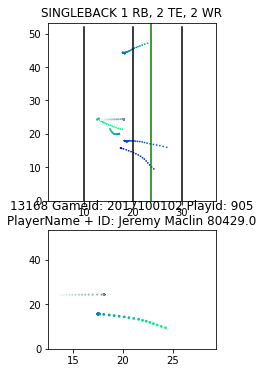 SINGLEBACK 1 RB, 2 TE, 2 WR
50
40
30
20
10
0
10 20 30
13168 GameId: 2017100102 PlayId: 905
PlayerName + ID: Jeremy Maclin 80429.0
40
20
0
15 20 25